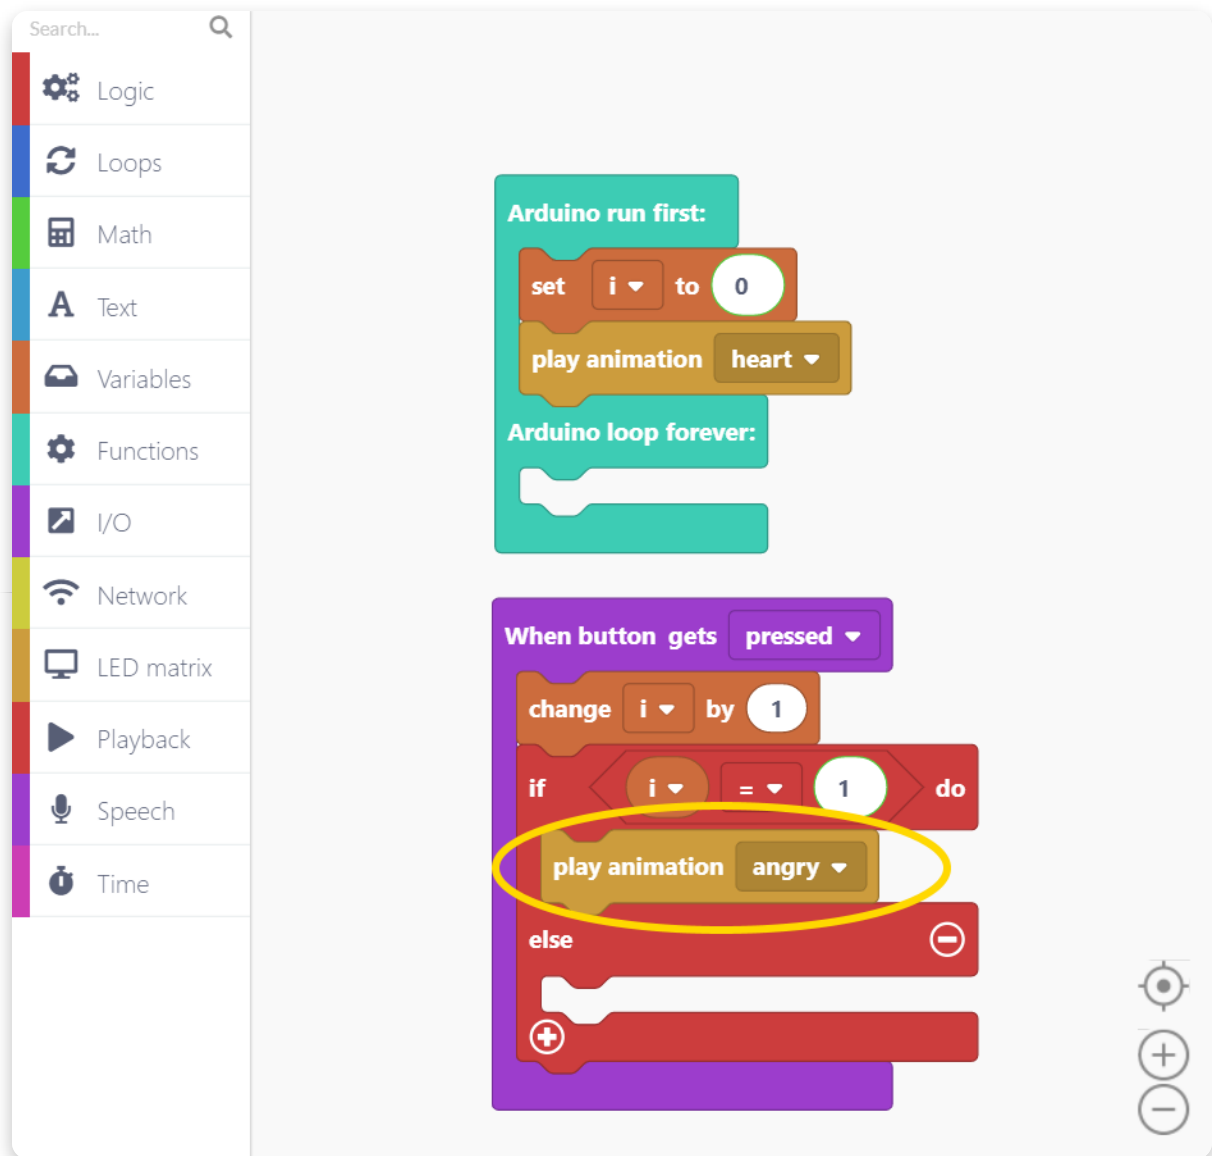 Search...
Logic
Loops
Math
Text
Variables
Functions
I/O
Network
LED matrix
Playback
Speech
Time
Arduino run first:
set i to 0
play animation heart
Arduino loop forever:
When button gets pressed
change i by 1
if i = 1 do
play animation angry
else